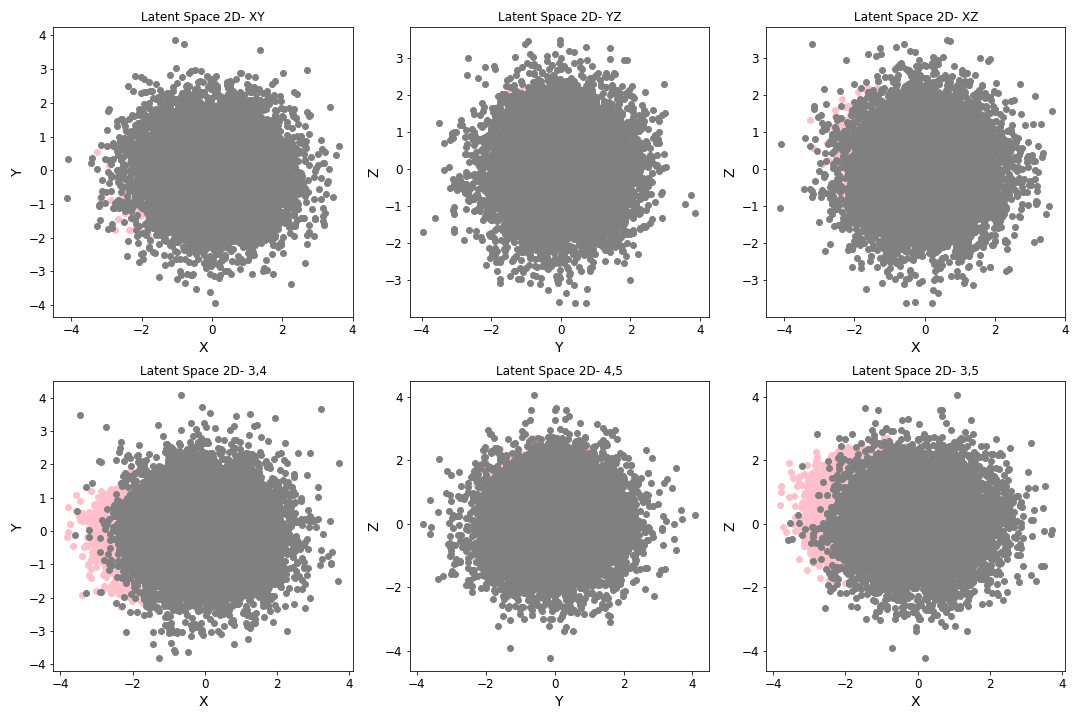 Latent Space 2D- XY
Y
4
3
2
1
0
−1
−2
−3
−4
−4 −2 0 2 4
X
Latent Space 2D- YZ
Z
3
2
1
0
−1
−2
−3
−4 −2 0 2 4
Y
Latent Space 2D- XZ
Z
3
2
1
0
−1
−2
−3
−4 −2 0 2 4
X
Latent Space 2D- 3,4
Y
4
3
2
1
0
−1
−2
−3
−4
−4 −2 0 2 4
X
Latent Space 2D- 4,5
Z
4
2
0
−2
−4
−4 −2 0 2 4
Y
Latent Space 2D- 3,5
Z
4
2
0
−2
−4
−4 −2 0 2 4
X